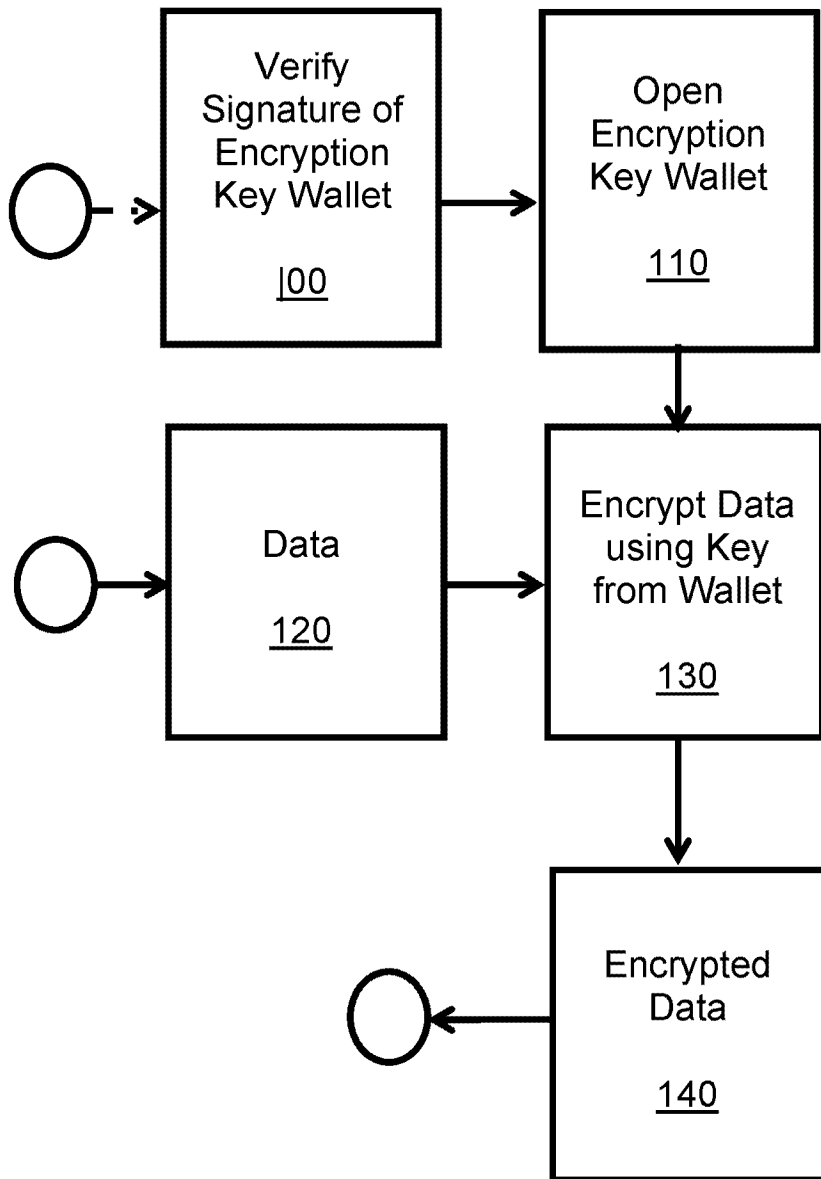 Verify
Signature of
Encryption
Key Wallet
|00
Open
Encryption
Key Wallet
110
Data
120
Encrypt Data
using Key
from Wallet
130
Encrypted
Data
140